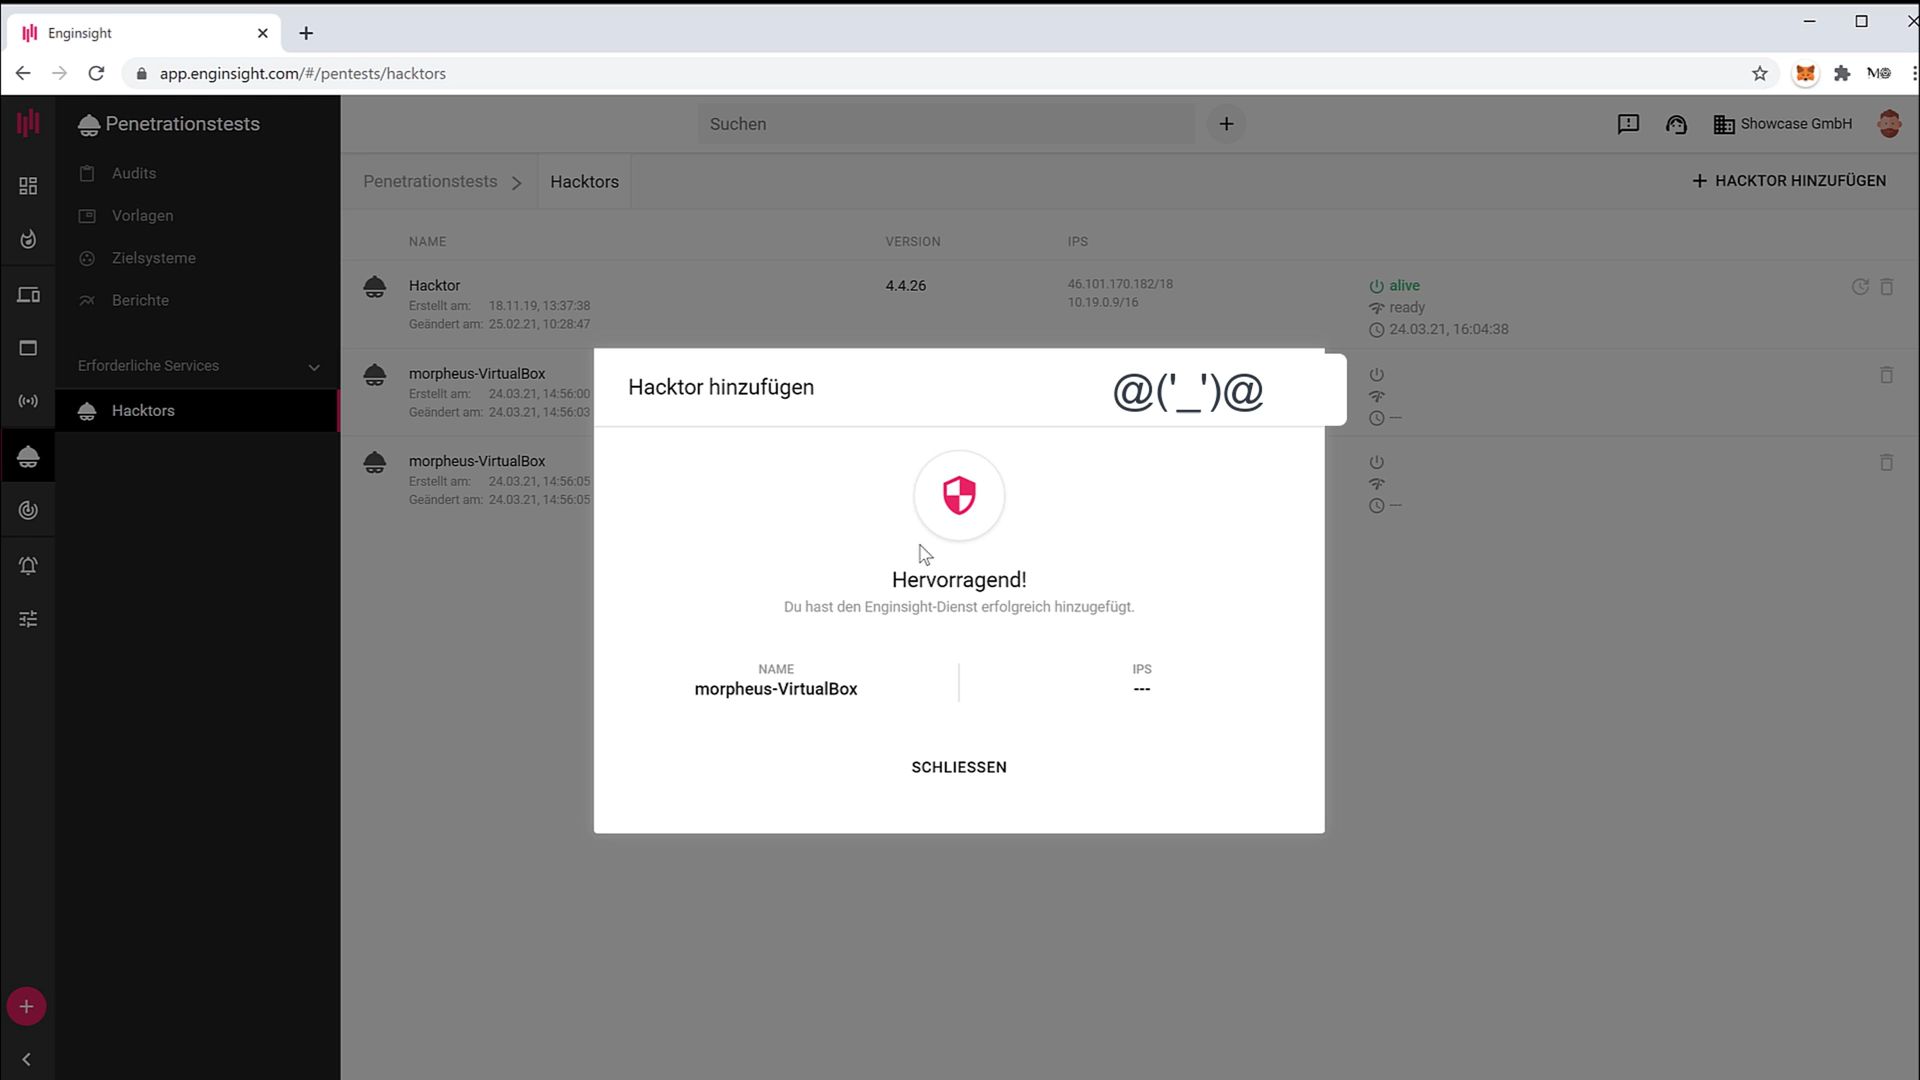 Enginsight
app.enginsight.com/#/pentests/hacktors
Penetrationstests
Suchen
Showcase GmbH
Audits
Vorlagen
Zielsysteme
Berichte
Erforderliche Services
Hacktors
Penetrationstests
Hacktors
HACKTOR HINZUFÜGEN
NAME VERSION IPS
Hacktor 4.4.26 46.101.170.182/18 alive
Erstellt am: 18.11.19, 13:37:38 10.19.0.9/16 ready
Geändert am: 25.02.21, 10:28:47 24.03.21, 16:04:38
morpheus-VirtualBox
Erstellt am: 24.03.21, 14:56:00
Geändert am: 24.03.21, 14:56:03 ---
morpheus-VirtualBox
Erstellt am: 24.03.21, 14:56:05
Geändert am: 24.03.21, 14:56:05 ---
Hacktor hinzufügen @('_')@
Hervorragend!
Du hast den Enginsight-Dienst erfolgreich hinzugefügt.
NAME IPS
morpheus-VirtualBox ---
SCHLIESSEN